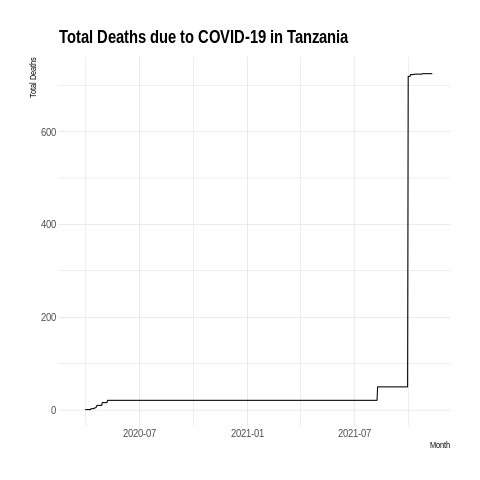 Total Deaths due to COVID-19 in Tanzania
Total Deaths
600
400
200
0
2020-07
2021-01
2021-07
Month